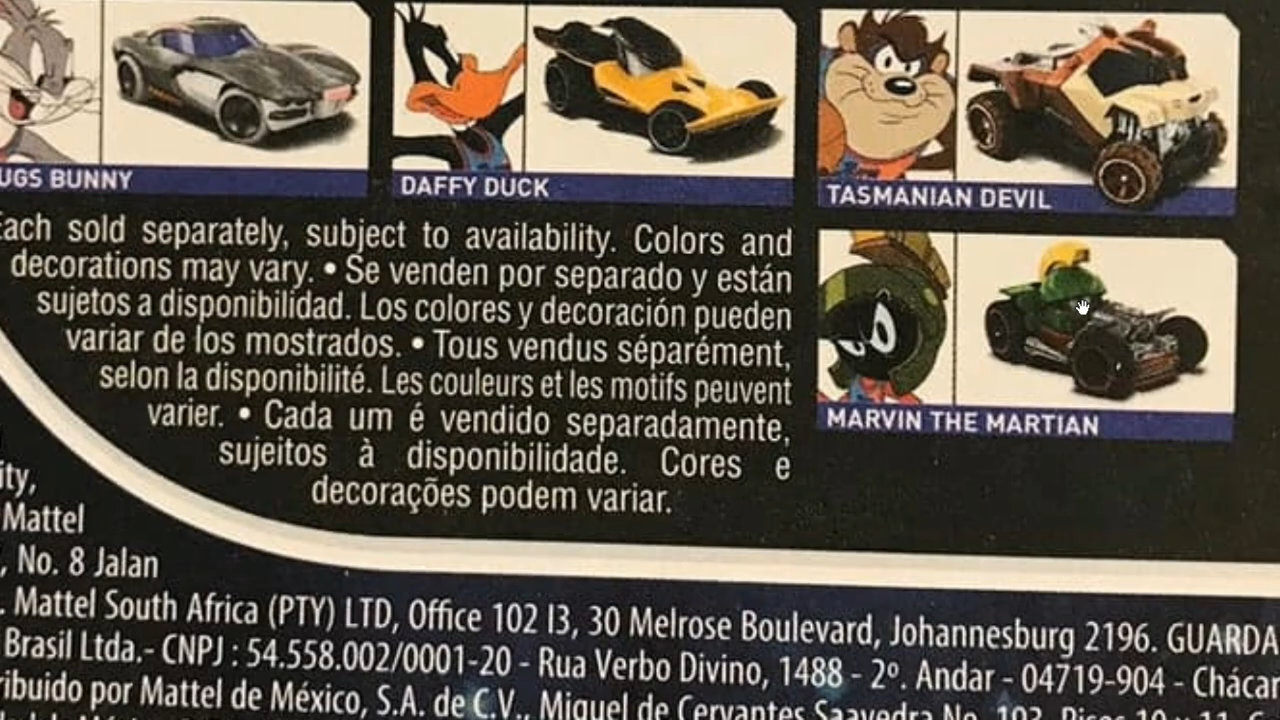 UGS BUNNY
DAFFY DUCK
TASMANIAN DEVIL
MARVIN THE MARTIAN
Each sold separately, subject to availability. Colors and
decorations may vary. • Se venden por separado y están
sujetos a disponibilidad. Los colores y decoración pueden
variar de los mostrados. • Tous vendus séparément,
selon la disponibilité. Les couleurs et les motifs peuvent
varier. • Cada um é vendido separadamente,
sujeitos à disponibilidade. Cores e
decorações podem variar.
ity,
Mattel
, No. 8 Jalan
. Mattel South Africa (PTY) LTD, Office 102 I3, 30 Melrose Boulevard, Johannesburg 2196. GUARDA
Brasil Ltda.- CNPJ : 54.558.002/0001-20 - Rua Verbo Divino, 1488 - 2º. Andar - 04719-904 - Chácar
ribuido por Mattel de México, S.A. de C.V., Miguel de Cervantes Saavedra No. 193, Pisos 10 y 11, C